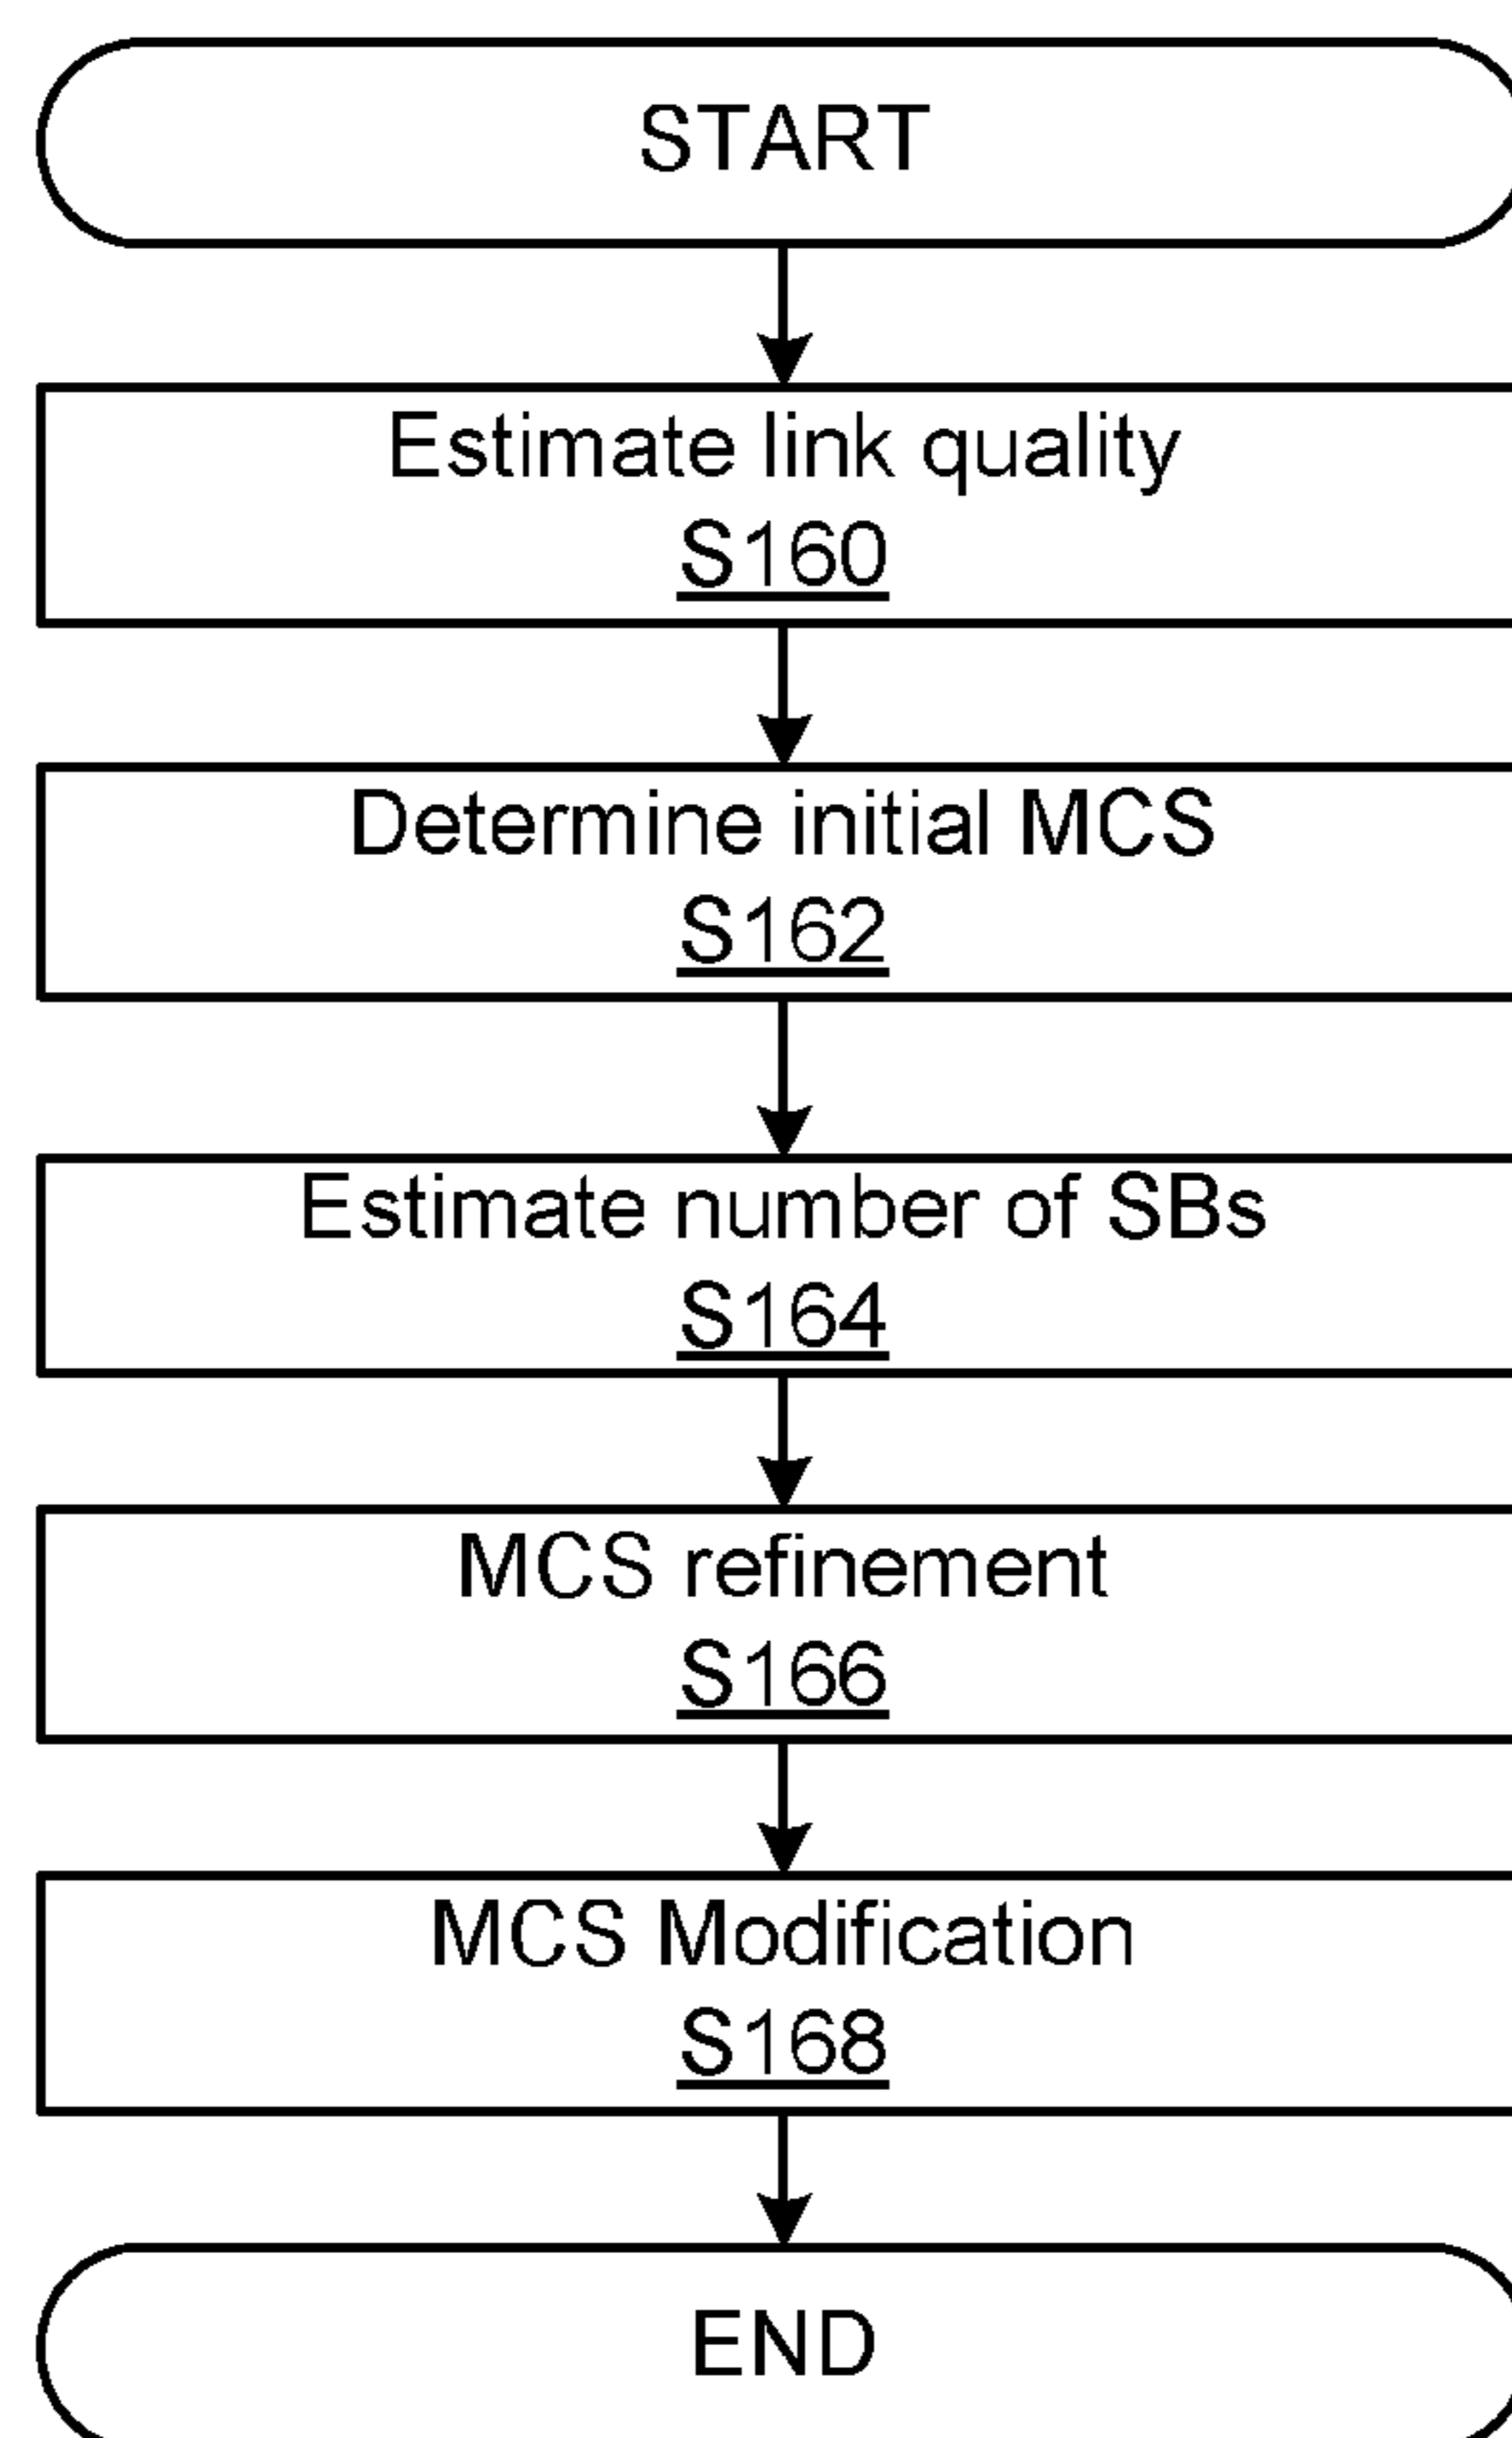 START
Estimate link quality
S160
Determine initial MCS
S162
Estimate number of SBs
S164
MCS refinement
S166
MCS Modification
S168
END